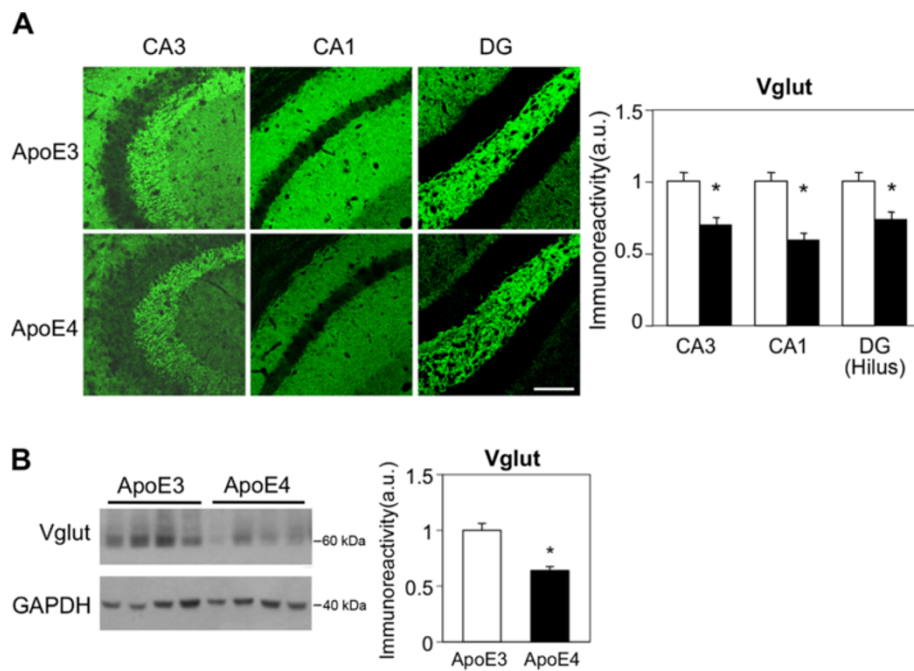 A
CA3 CA1 DG
ApoE3
ApoE4
Vglut
Immunoreactivity(a.u.)
1.5
1
0.5
0
* * *
CA3 CA1 DG
(Hilus)
B
ApoE3 ApoE4
Vglut
60 kDa
GAPDH
40 kDa
Vglut
Immunoreactivity(a.u.)
1.5
1
0.5
0
*
ApoE3 ApoE4